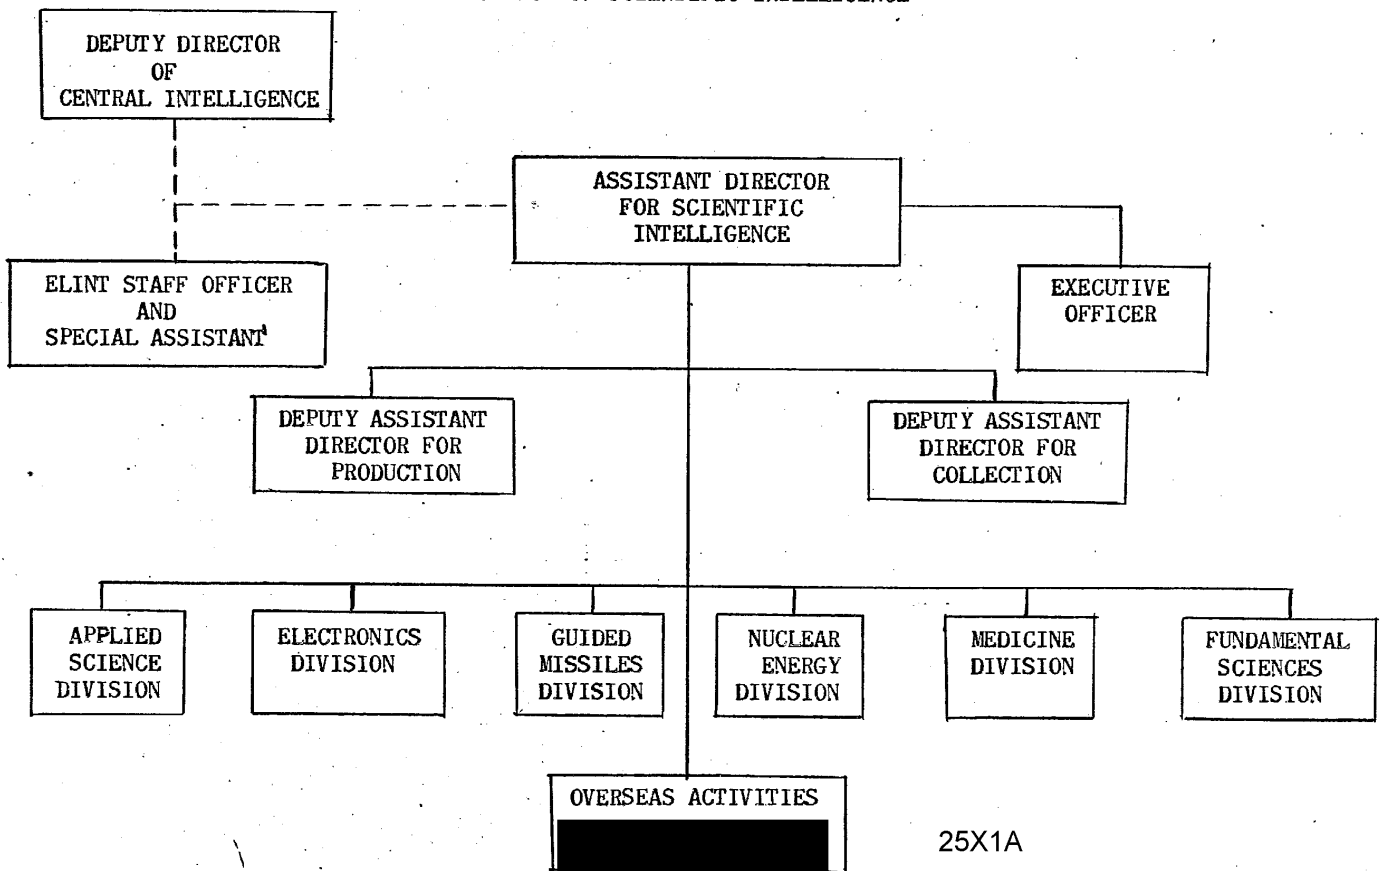 SCIENTIFIC INTELLIGENCE
DEPUTY DIRECTOR
OF
CENTRAL INTELLIGENCE
ASSISTANT DIRECTOR
FOR SCIENTIFIC
INTELLIGENCE
ELINT STAFF OFFICER
AND
SPECIAL ASSISTANT
EXECUTIVE
OFFICER
DEPUTY ASSISTANT
DIRECTOR FOR
PRODUCTION
DEPUTY ASSISTANT
DIRECTOR FOR
COLLECTION
APPLIED
SCIENCE
DIVISION
ELECTRONICS
DIVISION
GUIDED
MISSILES
DIVISION
NUCLEAR
ENERGY
DIVISION
MEDICINE
DIVISION
FUNDAMENTAL
SCIENCES
DIVISION
OVERSEAS ACTIVITIES
25X1A